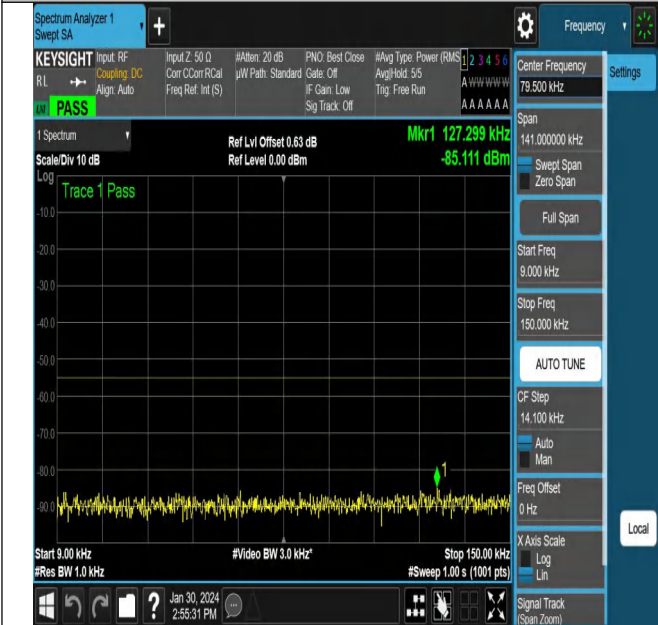 Spectrum Analyzer 1
Swept SA
+
Frequency
KEYSIGHT
RL
PASS
Input: RF
Coupling: DC
Align: Auto
Input Z: 50 Ω
Corr CCorr RCal
Freq Ref: Int (S)
#Atten: 20 dB
µW Path: Standard
PNO: Best Close
Gate: Off
IF Gain: Low
Sig Track: Off
#Avg Type: Power (RMS
Avg|Hold: 5/5
Trig: Free Run
1 2 3 4 5 6
A W W W W W
A A A A A A
1 Spectrum
Scale/Div 10 dB
Ref Lvl Offset 0.63 dB
Ref Level 0.00 dBm
Mkr1 127.299 kHz
-85.111 dBm
Log
Trace 1 Pass
-10.0
-20.0
-30.0
-40.0
-50.0
-60.0
-70.0
-80.0
-90.0
1
Start 9.00 kHz
#Res BW 1.0 kHz
#Video BW 3.0 kHz*
Stop 150.00 kHz
#Sweep 1.00 s (1001 pts)
?
Jan 30, 2024
2:55:31 PM
Center Frequency
79.500 kHz
Settings
Span
141.000000 kHz
Swept Span
Zero Span
Full Span
Start Freq
9.000 kHz
Stop Freq
150.000 kHz
AUTO TUNE
CF Step
14.100 kHz
Auto
Man
Freq Offset
0 Hz
X Axis Scale
Log
Lin
Local
Signal Track
(Span Zoom)